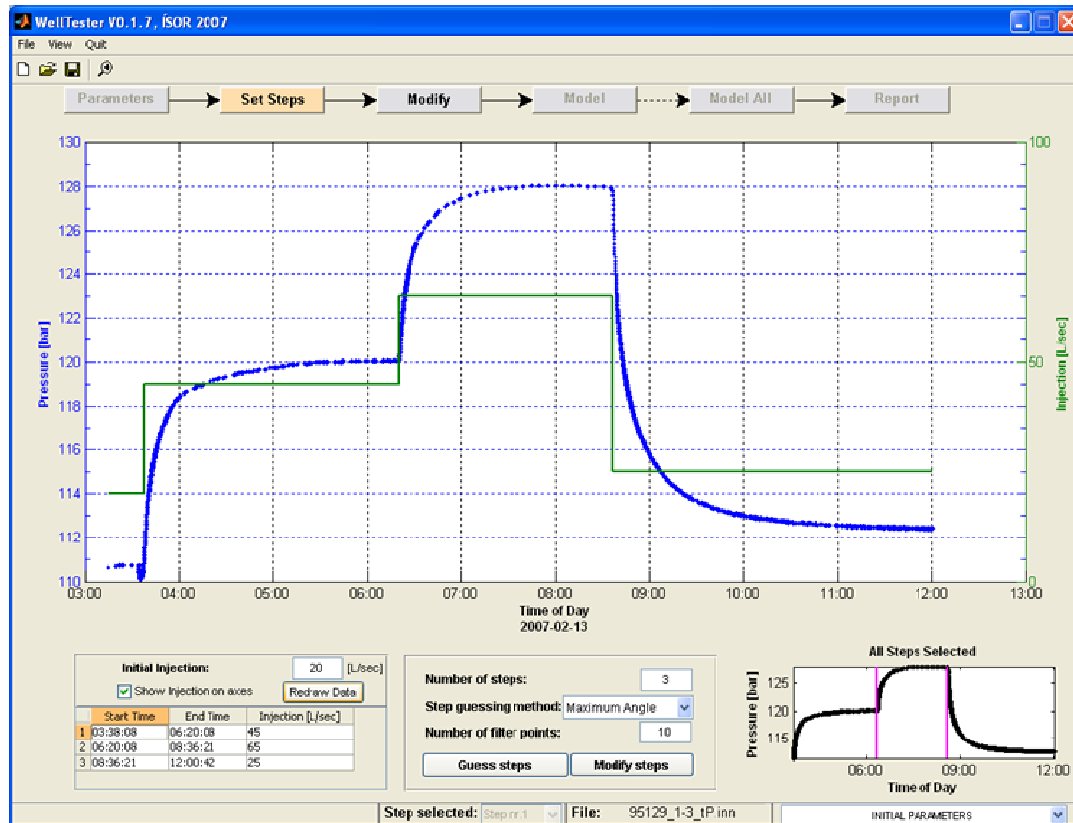 WellTester V0.1.7, ÍSOR 2007
File View Quit
Parameters Set Steps Modify Model Model All Report
130 100
128
126
124
122
120 50
118
116
114
112
110 0
Pressure [bar]
Injection [L/sec]
03:00 04:00 05:00 06:00 07:00 08:00 09:00 10:00 11:00 12:00 13:00
Time of Day
2007-02-13
Initial Injection: 20 [L/sec]
Show Injection on axes Redraw Data
Start Time End Time Injection [L/sec]
1 03:38:08 06:20:08 45
2 06:20:08 08:36:21 65
3 08:36:21 12:00:42 25
Number of steps: 3
Step guessing method: Maximum Angle
Number of filter points: 10
Guess steps Modify steps
All Steps Selected
Pressure [bar]
125
120
115
06:00 09:00 12:00
Time of Day
Step selected: Step nr.1 File: 95129_1-3_tP.inn INITIAL PARAMETERS